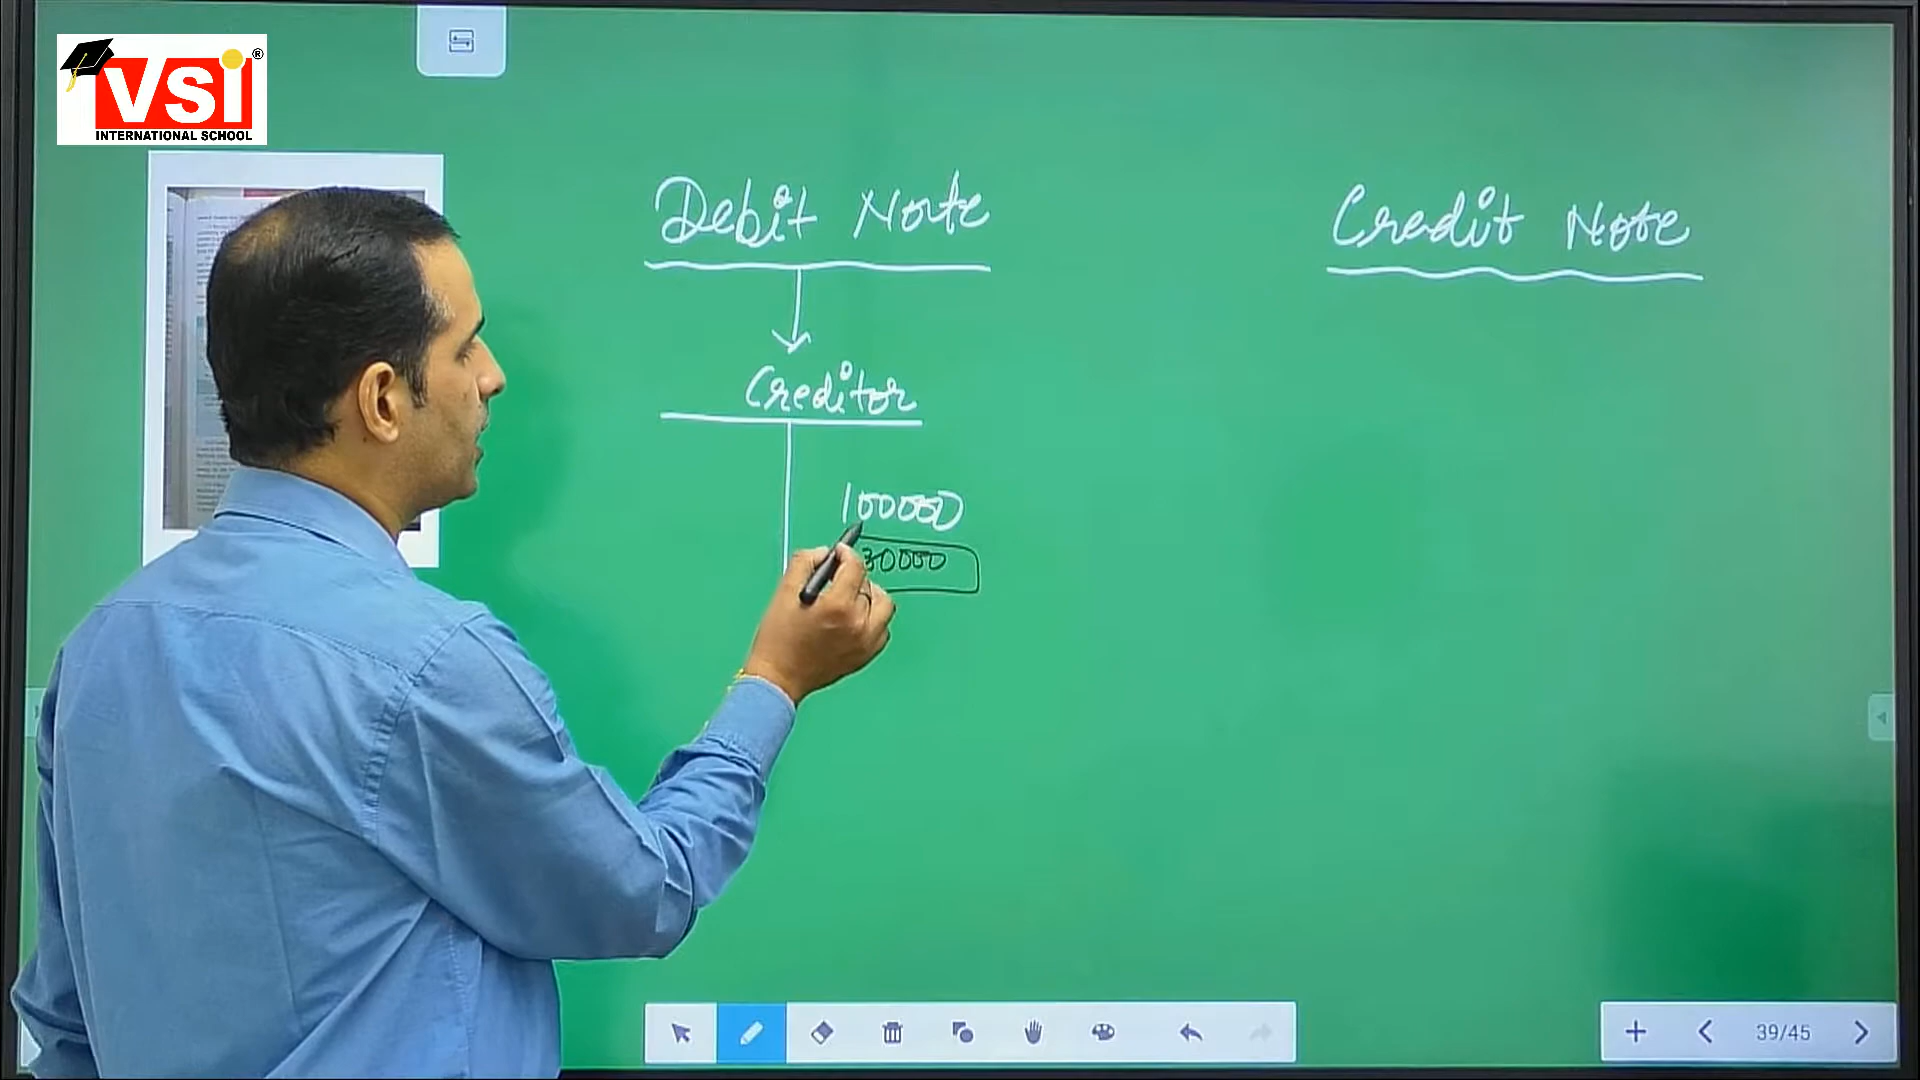 VSI
®
INTERNATIONAL SCHOOL
Debit Note
Credit Note
Creditor
100000
30000
39/45